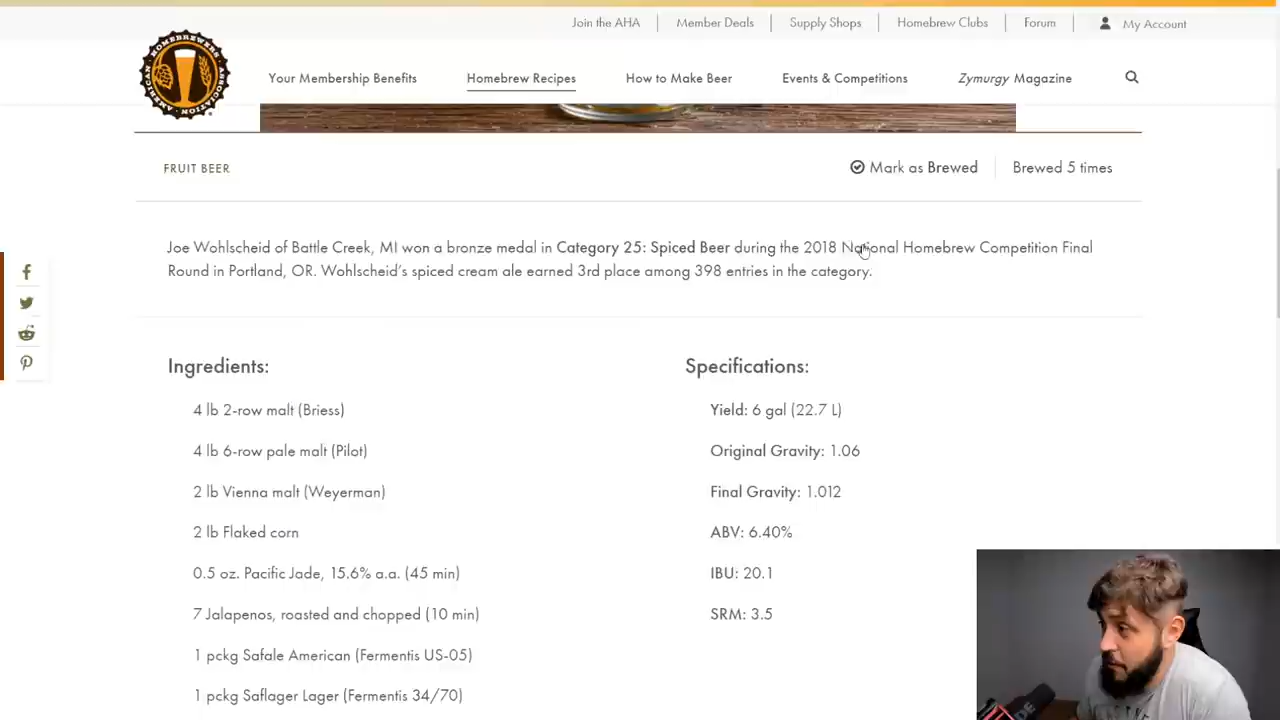 Join the AHA
Member Deals
Supply Shops
Homebrew Clubs
Forum
My Account
AMERICAN HOMEBREWERS ASSOCIATION
Your Membership Benefits
Homebrew Recipes
How to Make Beer
Events & Competitions
Zymurgy Magazine
FRUIT BEER
Mark as Brewed
Brewed 5 times
Joe Wohlscheid of Battle Creek, MI won a bronze medal in Category 25: Spiced Beer during the 2018 National Homebrew Competition Final
Round in Portland, OR. Wohlscheid's spiced cream ale earned 3rd place among 398 entries in the category.
Ingredients:
4 lb 2-row malt (Briess)
4 lb 6-row pale malt (Pilot)
2 lb Vienna malt (Weyerman)
2 lb Flaked corn
0.5 oz. Pacific Jade, 15.6% a.a. (45 min)
7 Jalapenos, roasted and chopped (10 min)
1 pckg Safale American (Fermentis US-05)
1 pckg Saflager Lager (Fermentis 34/70)
Specifications:
Yield: 6 gal (22.7 L)
Original Gravity: 1.06
Final Gravity: 1.012
ABV: 6.40%
IBU: 20.1
SRM: 3.5